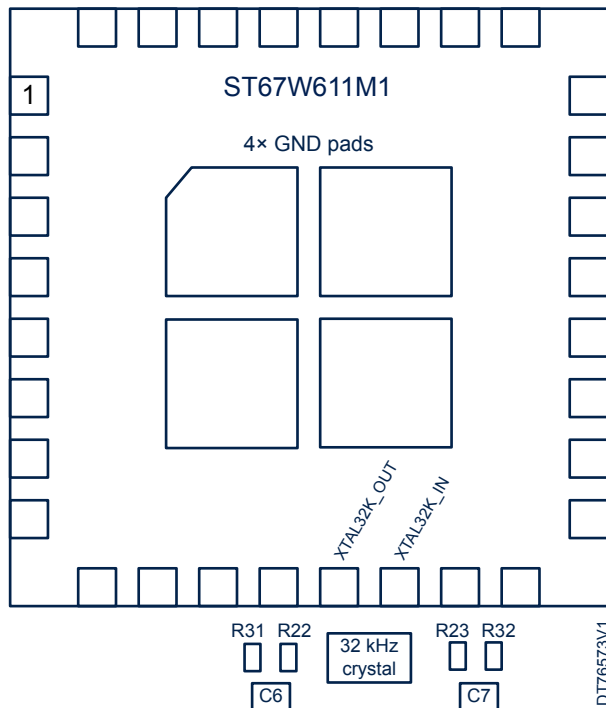 ST67W611M1
1
4× GND pads
XTAL32K_OUT
XTAL32K_IN
R31 R22 32 kHz crystal R23 R32
C6 C7
DT76573V1